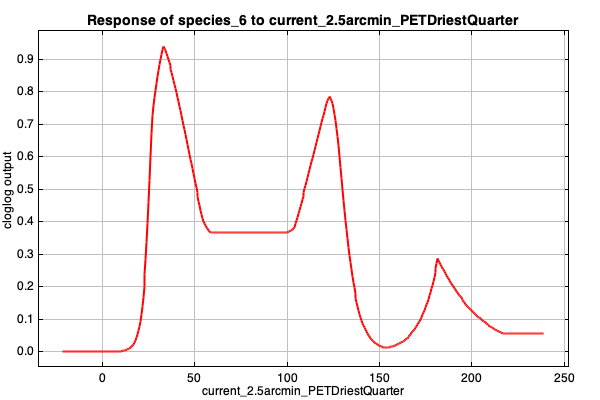 Response of species_6 to current_2.5arcmin_PETDriestQuarter
cloglog output
0.9
0.8
0.7
0.6
0.5
0.4
0.3
0.2
0.1
0.0
0 50 100 150 200 250
current_2.5arcmin_PETDriestQuarter